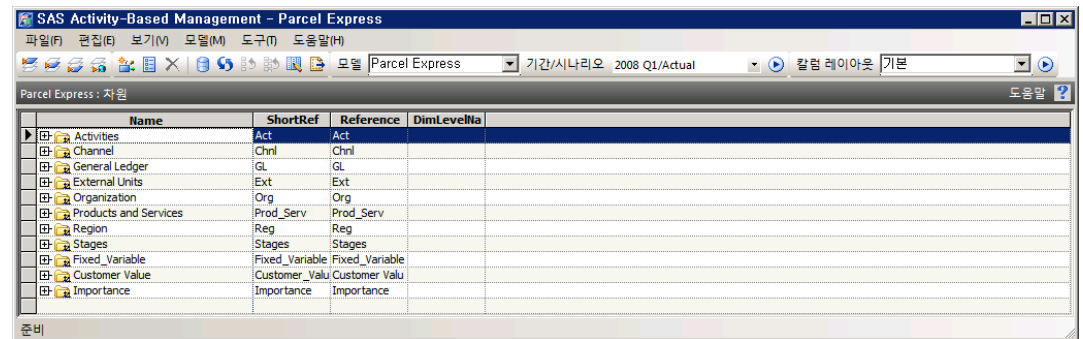 SAS Activity-Based Management - Parcel Express
파일(F) 편집(E) 보기(V) 모델(M) 도구(T) 도움말(H)
모델 Parcel Express 기간/시나리오 2008 Q1/Actual 칼럼 레이아웃 기본
Parcel Express : 차원 도움말 ?
Name ShortRef Reference DimLevelNa
Activities Act Act
Channel Chnl Chnl
General Ledger GL GL
External Units Ext Ext
Organization Org Org
Products and Services Prod_Serv Prod_Serv
Region Reg Reg
Stages Stages Stages
Fixed_Variable Fixed_Variable Fixed_Variable
Customer Value Customer_Valu Customer Valu
Importance Importance Importance
준비